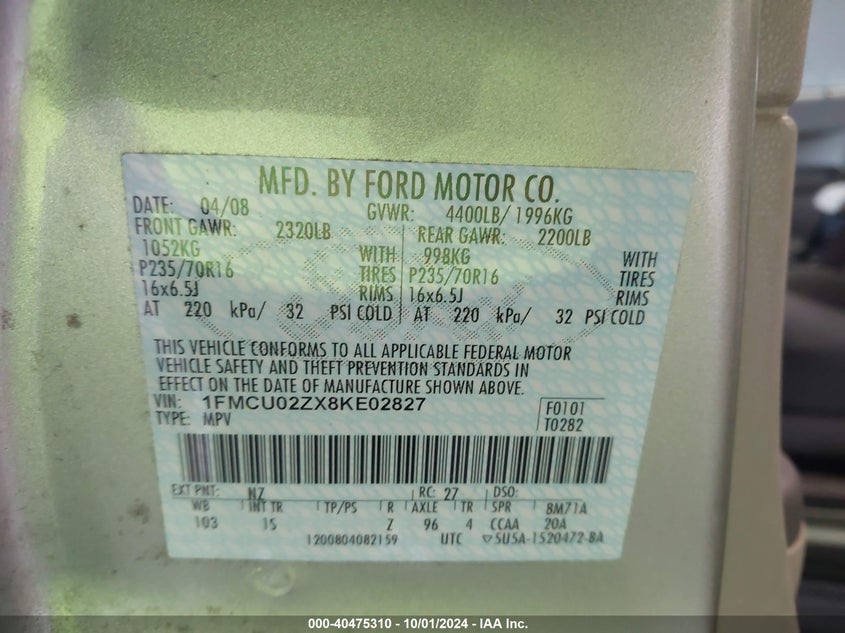 MFD. BY FORD MOTOR CO.
DATE: 04/08 GVWR: 4400LB/ 1996KG
FRONT GAWR: 2320LB REAR GAWR: 2200LB
1052KG WITH 998KG WITH
P235/70R16 TIRES P235/70R16 TIRES
16x6.5J RIMS 16x6.5J RIMS
AT 220 kPa/ 32 PSI COLD AT 220 kPa/ 32 PSI COLD
THIS VEHICLE CONFORMS TO ALL APPLICABLE FEDERAL MOTOR
VEHICLE SAFETY AND THEFT PREVENTION STANDARDS IN
EFFECT ON THE DATE OF MANUFACTURE SHOWN ABOVE.
VIN: 1FMCU02ZX8KE02827 F0101
TYPE: MPV T0282
EXT PNT: NZ RC: 27 DSO:
WB INT TR TP/PS R AXLE TR SPR 8M71A
103 IS Z 96 4 CCAA 20A
1200804082159 UTC ▽5U5A-1520472-BA
000-40475310 - 10/01/2024 - IAA Inc.